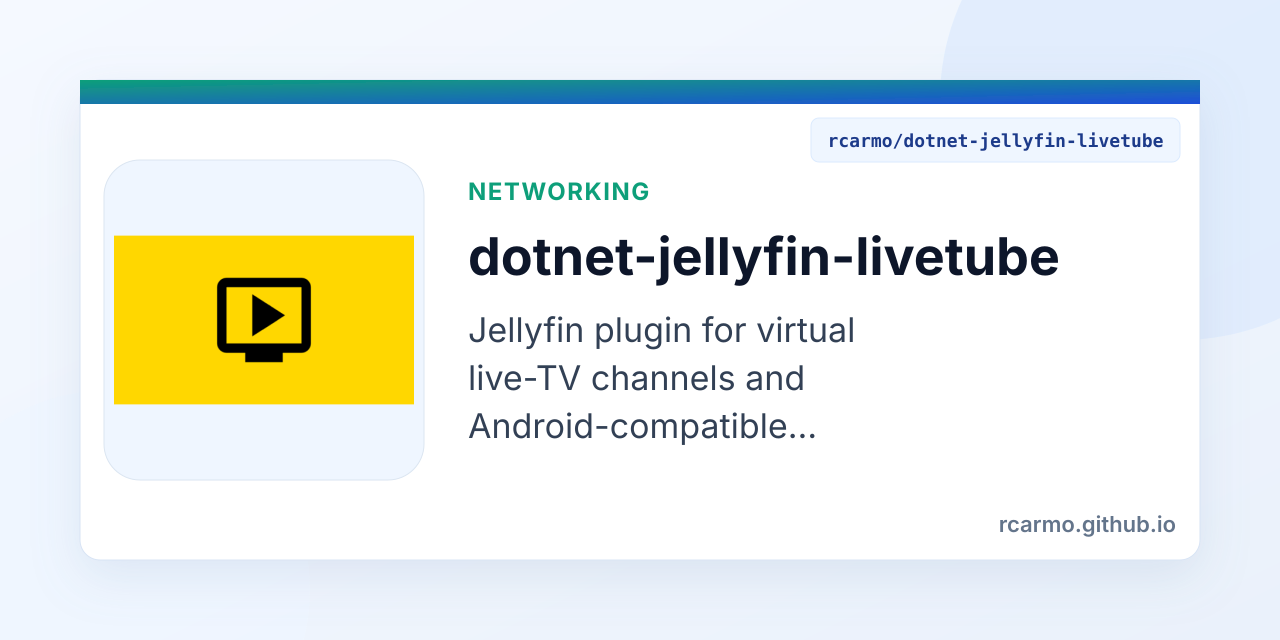 rcarmo/dotnet-jellyfin-livetube
NETWORKING
dotnet-jellyfin-livetube
Jellyfin plugin for virtual
live-TV channels and
Android-compatible...
rcarmo.github.io